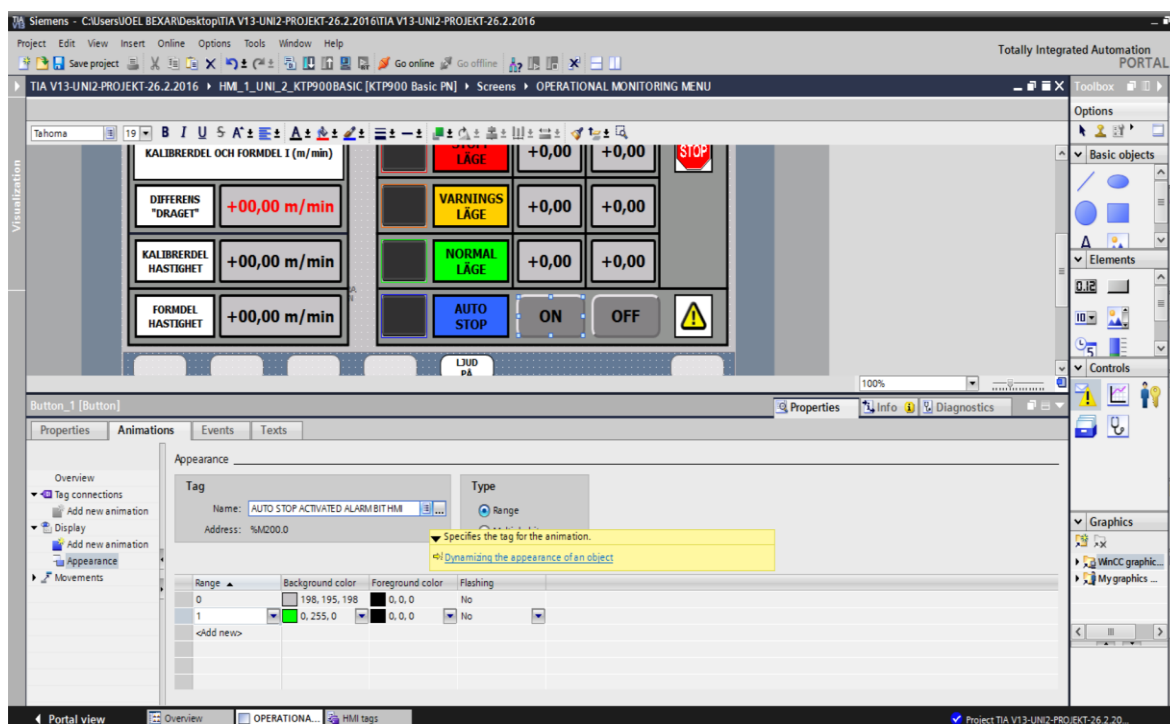 Siemens - C:\Users\JOEL BEXAR\Desktop\TIA V13-UNI2-PROJEKT-26.2.2016\TIA V13-UNI2-PROJEKT-26.2.2016
Project Edit View Insert Online Options Tools Window Help
Totally Integrated Automation
PORTAL
Save project Go online Go offline
TIA V13-UNI2-PROJEKT-26.2.2016 HMI_1_UNI_2_KTP900BASIC [KTP900 Basic PN] Screens OPERATIONAL MONITORING MENU
Toolbox
Options
Tahoma 19 B I U S
Visualization
KALIBRERDEL OCH FORMDEL I (m/min)
LÄGE
+0,00 +0,00
STOP
Basic objects
DIFFERENS
"DRAGET"
+00,00 m/min
VARNINGS
LÄGE
+0,00 +0,00
KALIBRERDEL
HASTIGHET
+00,00 m/min
NORMAL
LÄGE
+0,00 +0,00
Elements
FORMDEL
HASTIGHET
+00,00 m/min
AUTO
STOP
ON OFF
LJUD
PÅ
100%
Controls
Button_1 [Button]
Properties Info Diagnostics
Properties Animations Events Texts
Appearance
Overview
Tag connections
Add new animation
Display
Add new animation
Appearance
Movements
Tag
Name: AUTO STOP ACTIVATED ALARM BIT HMI
Address: %M200.0
Type
Range
Specifies the tag for the animation.
Dynamizing the appearance of an object
Range Background color Foreground color Flashing
0 198, 195, 198 0, 0, 0 No
1 0, 255, 0 0, 0, 0 No
<Add new>
Graphics
WinCC graphic...
My graphics ...
Portal view Overview OPERATIONA... HMI tags
Project TIA V13-UNI2-PROJEKT-26.2.20...